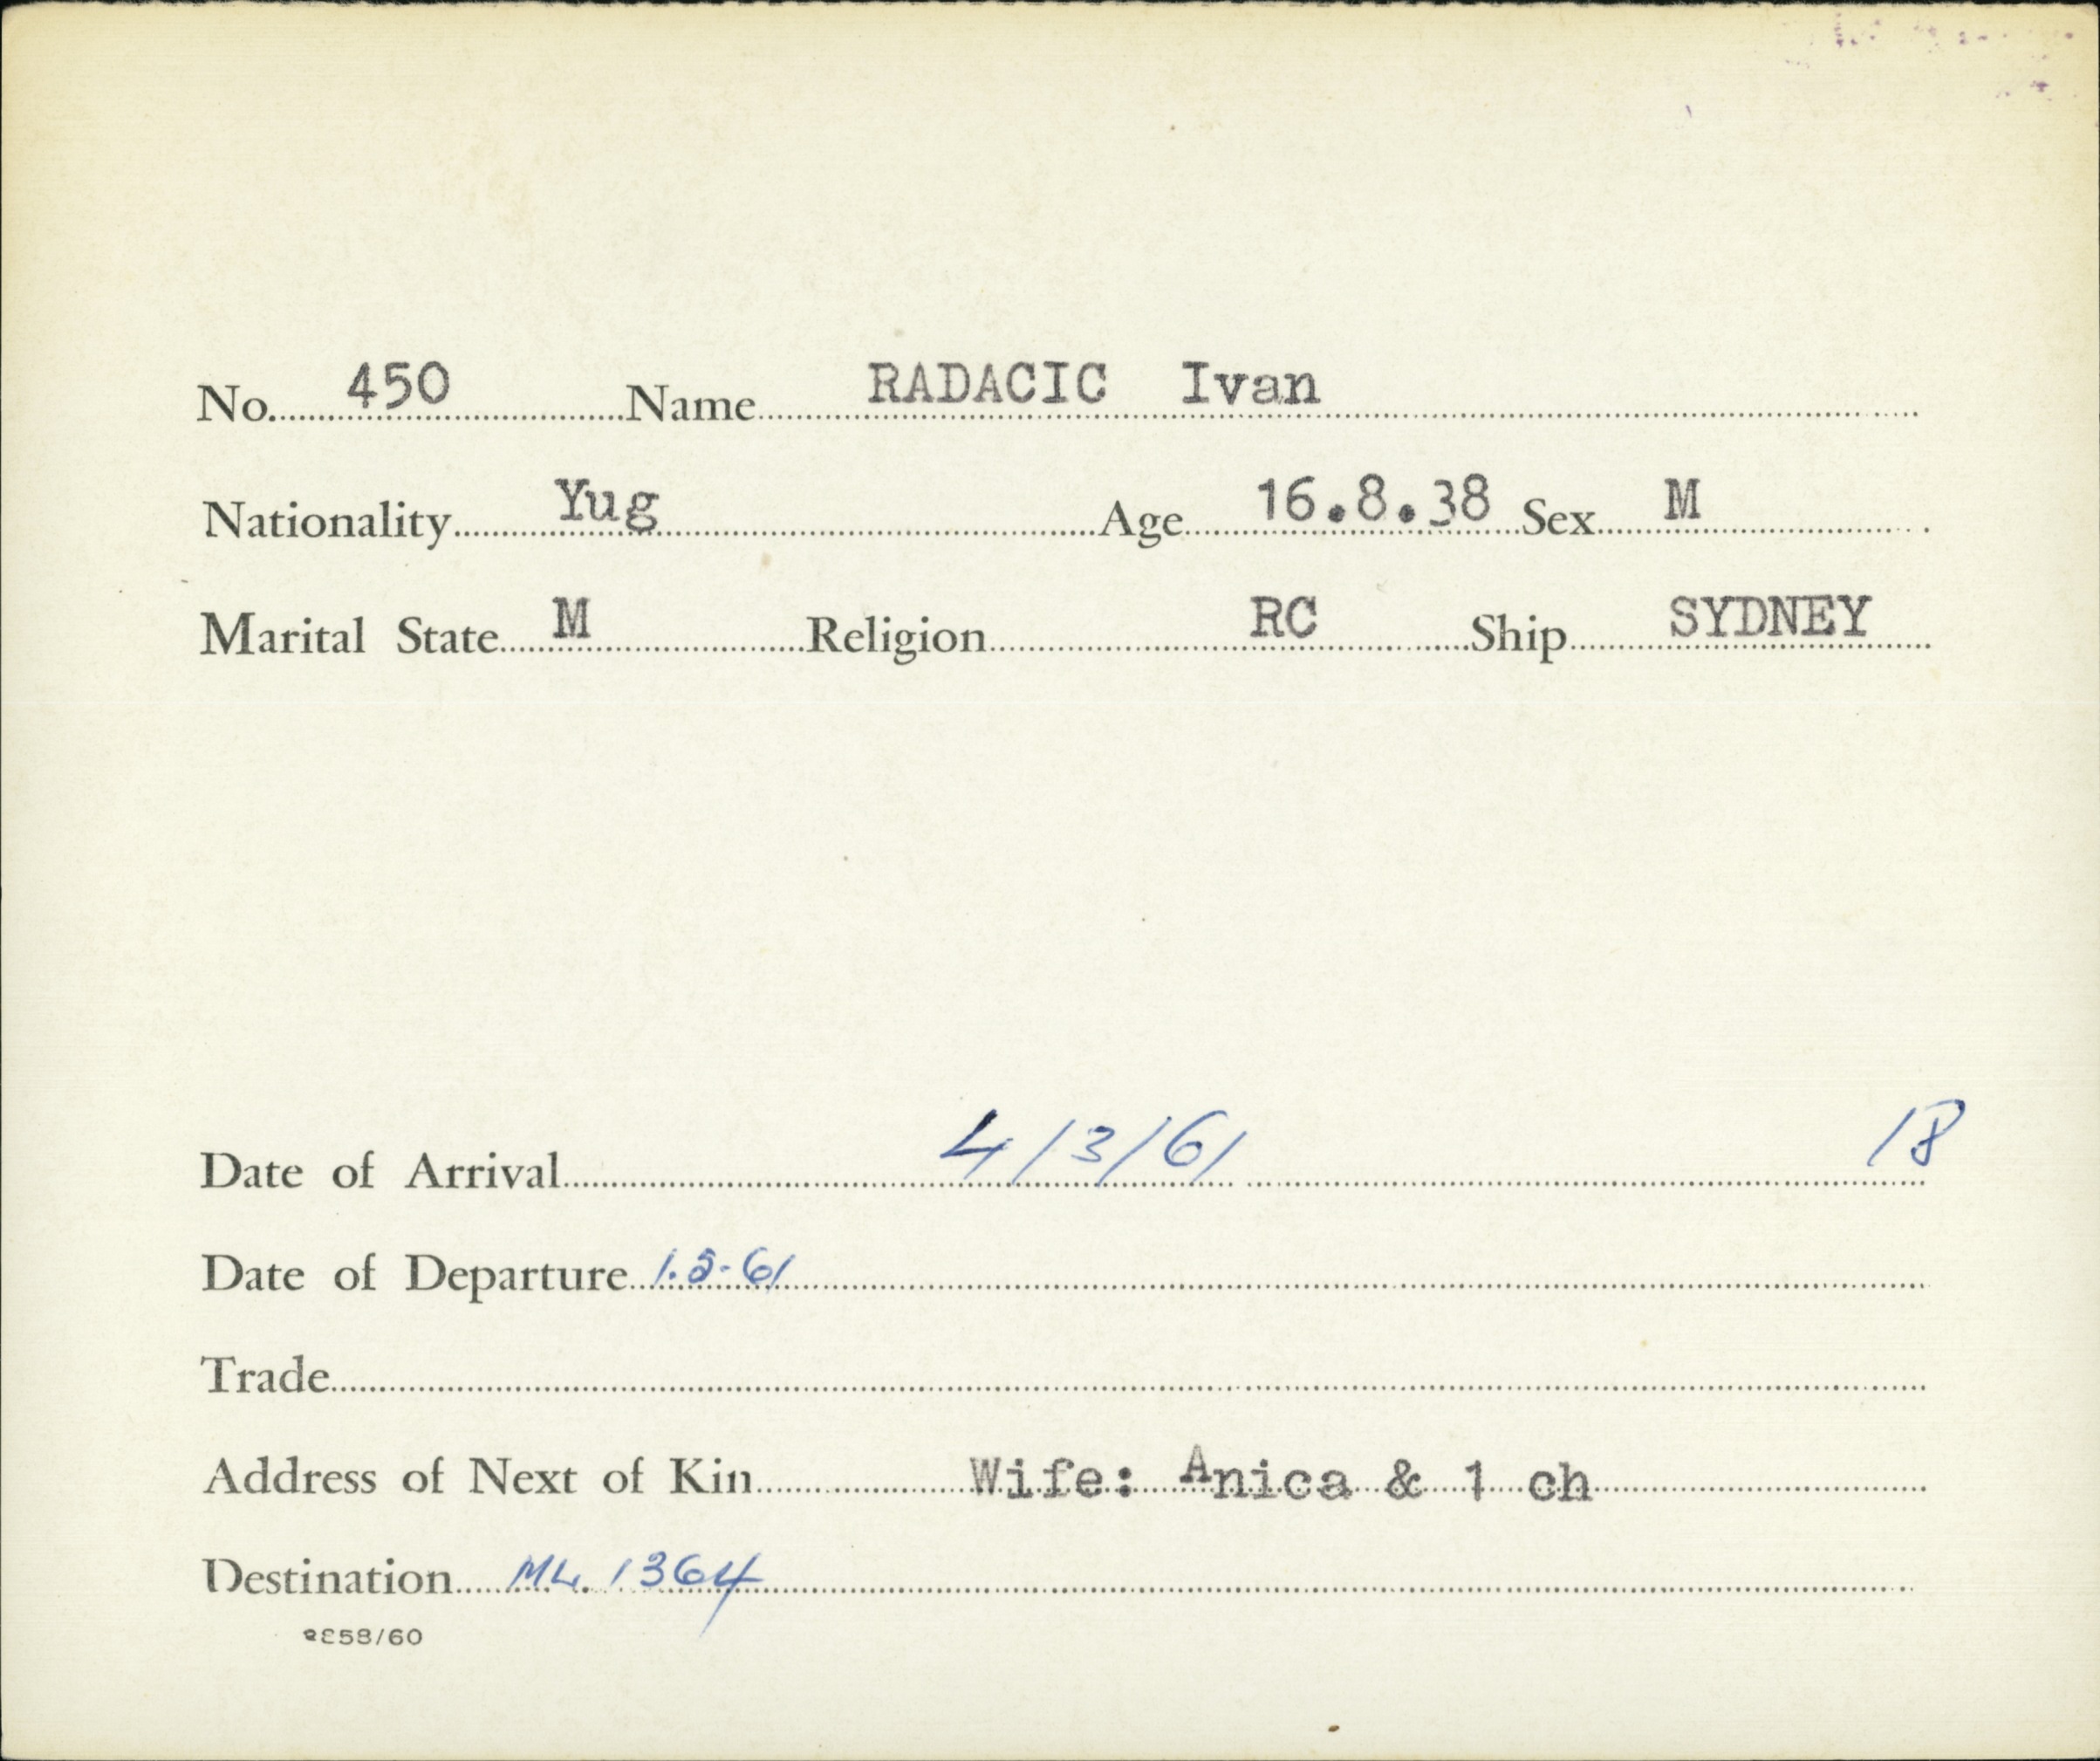 No. 450 Name RADACIC Ivan
Nationality Yug Age 16.8.38 Sex M
Marital State M Religion RC Ship SYDNEY
Date of Arrival 4/3/61 18
Date of Departure 1.5.61
Trade
Address of Next of Kin Wife: Anica & 1 ch
Destination ML. 1364